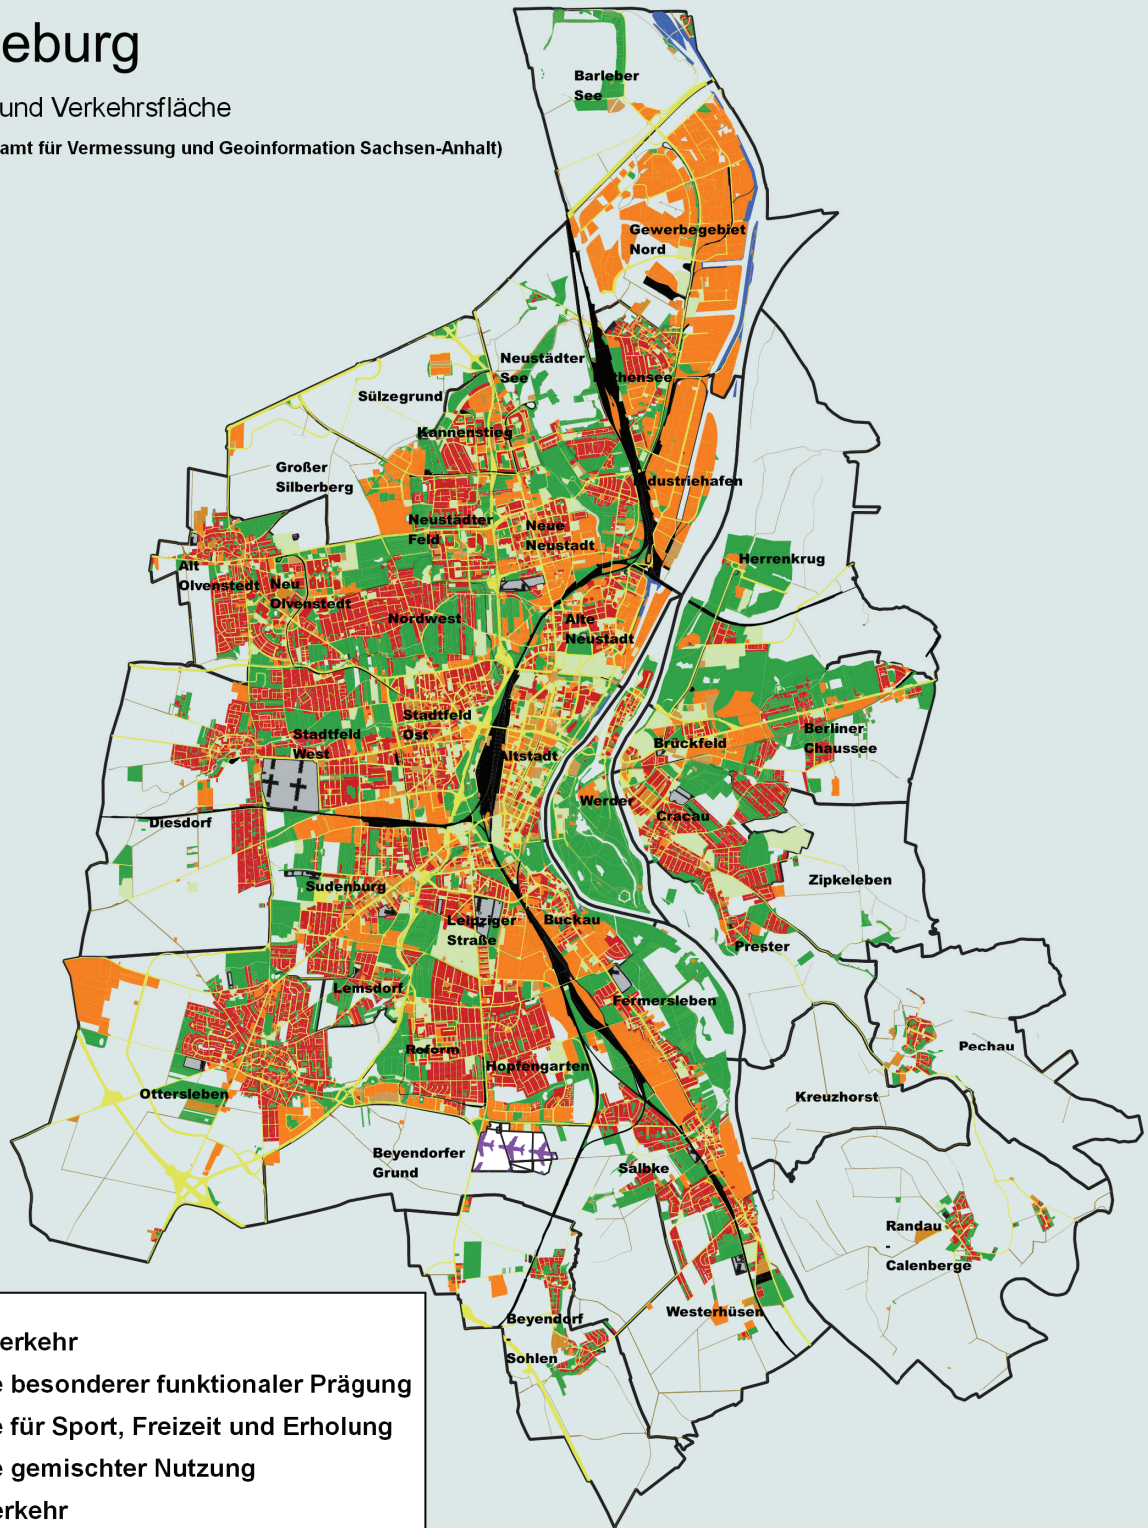 eburg
und Verkehrsfläche
amt für Vermessung und Geoinformation Sachsen-Anhalt)
Barleber
See
Gewerbegebiet
Nord
Neustädter
See
thensee
Sülzegrund
Kannenstieg
Großer
Silberberg
dustriehafen
Neustädter
Feld
Neue
Neustadt
Herrenkrug
Alt
Olvenstedt
Neu
Olvenstedt
Nordwest
Alte
Neustadt
Stadtfeld
Ost
Stadtfeld
West
Altstadt
Brückfeld
Berliner
Chaussee
Werder
Cracau
Diesdorf
Zipkeleben
Sudenburg
Leipziger
Straße
Buckau
Prester
Lemsdorf
Fermersleben
Reform
Hopfengarten
Pechau
Ottersleben
Kreuzhorst
Beyendorfer
Grund
Salbke
Randau
-
Calenberge
Westerhüsen
Beyendorf
-
Sohlen
erkehr
e besonderer funktionaler Prägung
e für Sport, Freizeit und Erholung
e gemischter Nutzung
erkehr